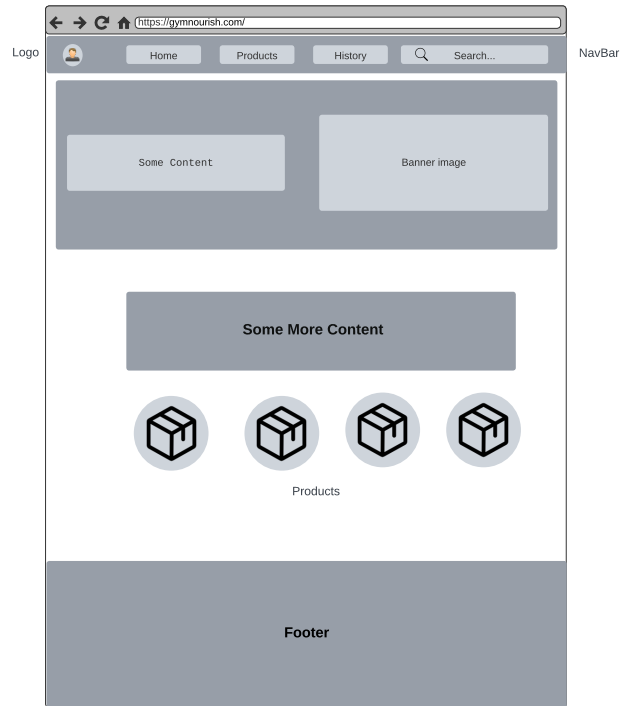 https://gymnourish.com/
Logo
Home
Products
History
Search...
NavBar
Some Content
Banner image
Some More Content
Products
Footer